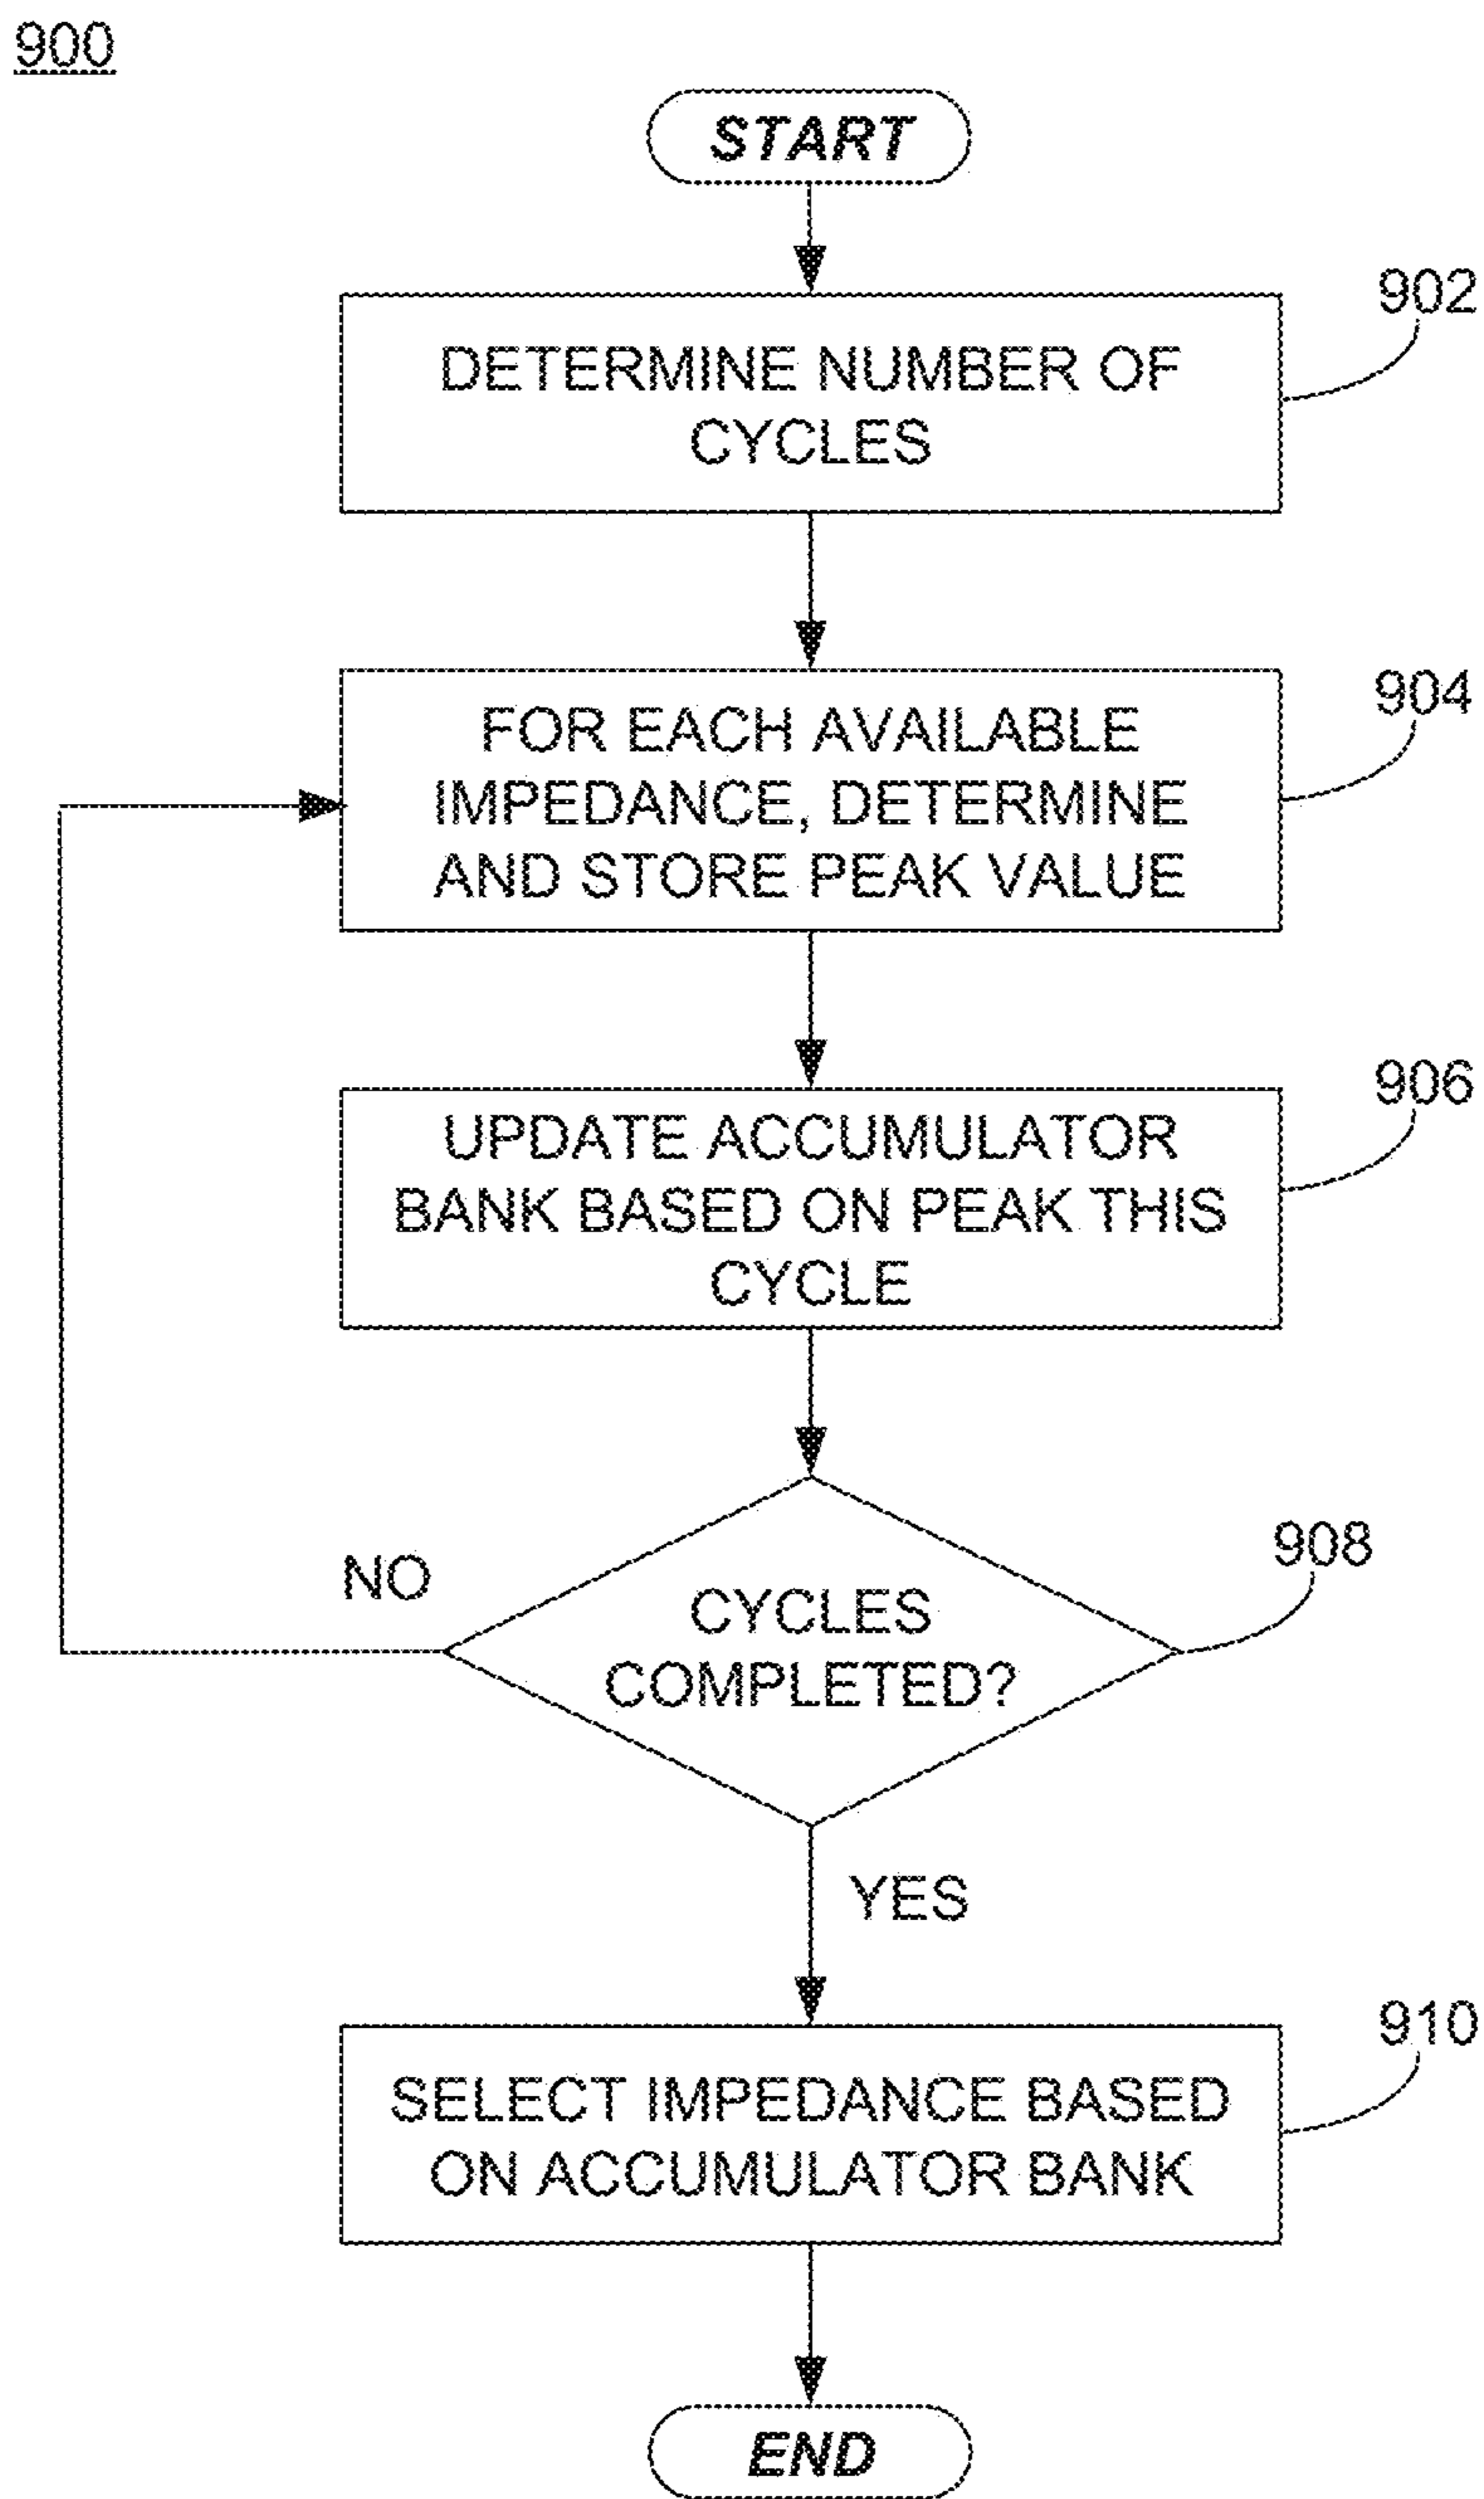 900
START
902
DETERMINE NUMBER OF
CYCLES
904
FOR EACH AVAILABLE
IMPEDANCE, DETERMINE
AND STORE PEAK VALUE
906
UPDATE ACCUMULATOR
BANK BASED ON PEAK THIS
CYCLE
908
NO
CYCLES
COMPLETED?
YES
910
SELECT IMPEDANCE BASED
ON ACCUMULATOR BANK
END